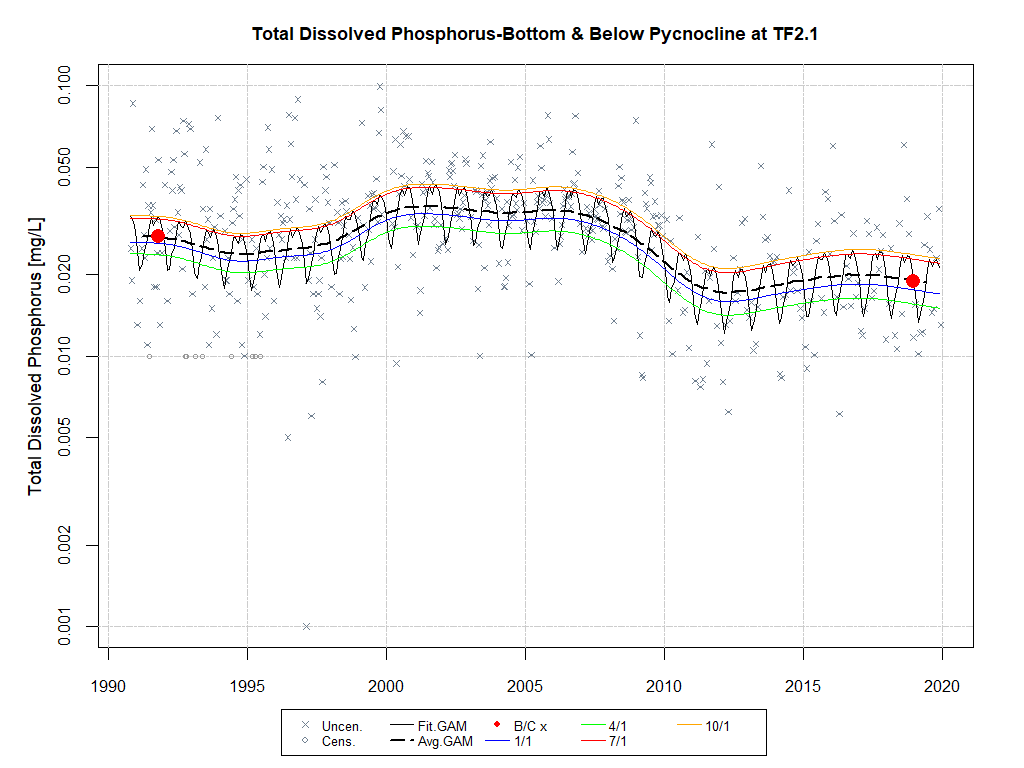 Total Dissolved Phosphorus-Bottom & Below Pycnocline at TF2.1
Total Dissolved Phosphorus [mg/L]
0.100
0.050
0.020
0.010
0.005
0.002
0.001
1990 1995 2000 2005 2010 2015 2020
Uncen. Fit.GAM B/C x 4/1 10/1
Cens. Avg.GAM 1/1 7/1